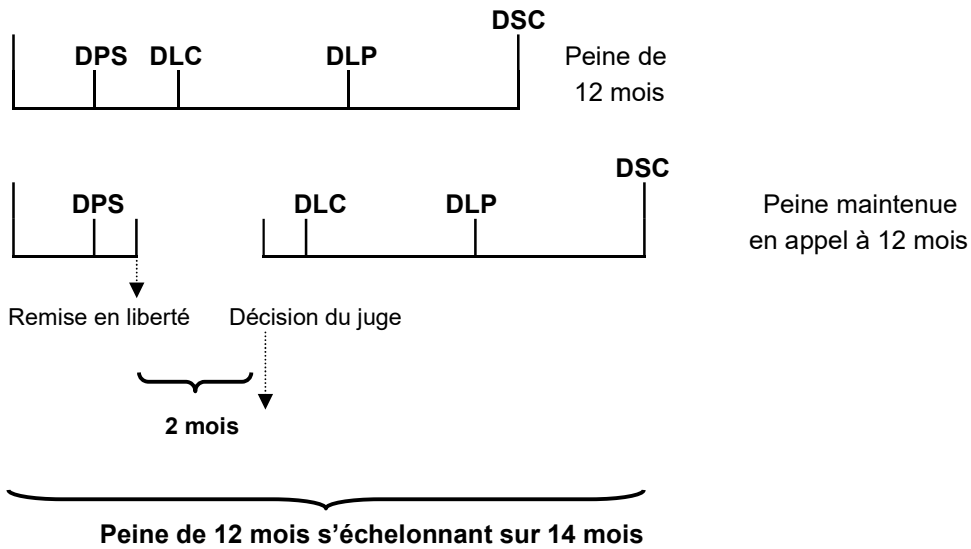 DSC
DPS DLC DLP Peine de
12 mois
DSC
DPS DLC DLP Peine maintenue
en appel à 12 mois
Remise en liberté Décision du juge
2 mois
Peine de 12 mois s’échelonnant sur 14 mois